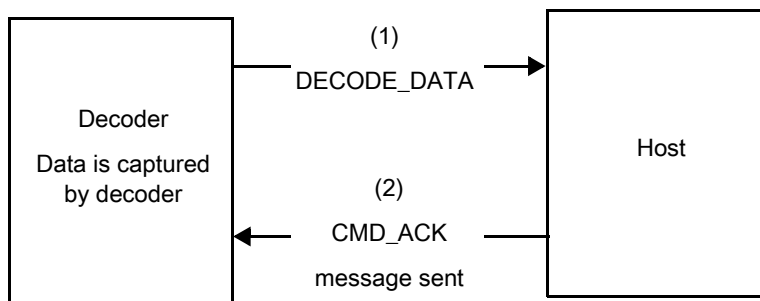 (1)
DECODE_DATA
Decoder
Data is captured
by decoder
Host
(2)
CMD_ACK
message sent